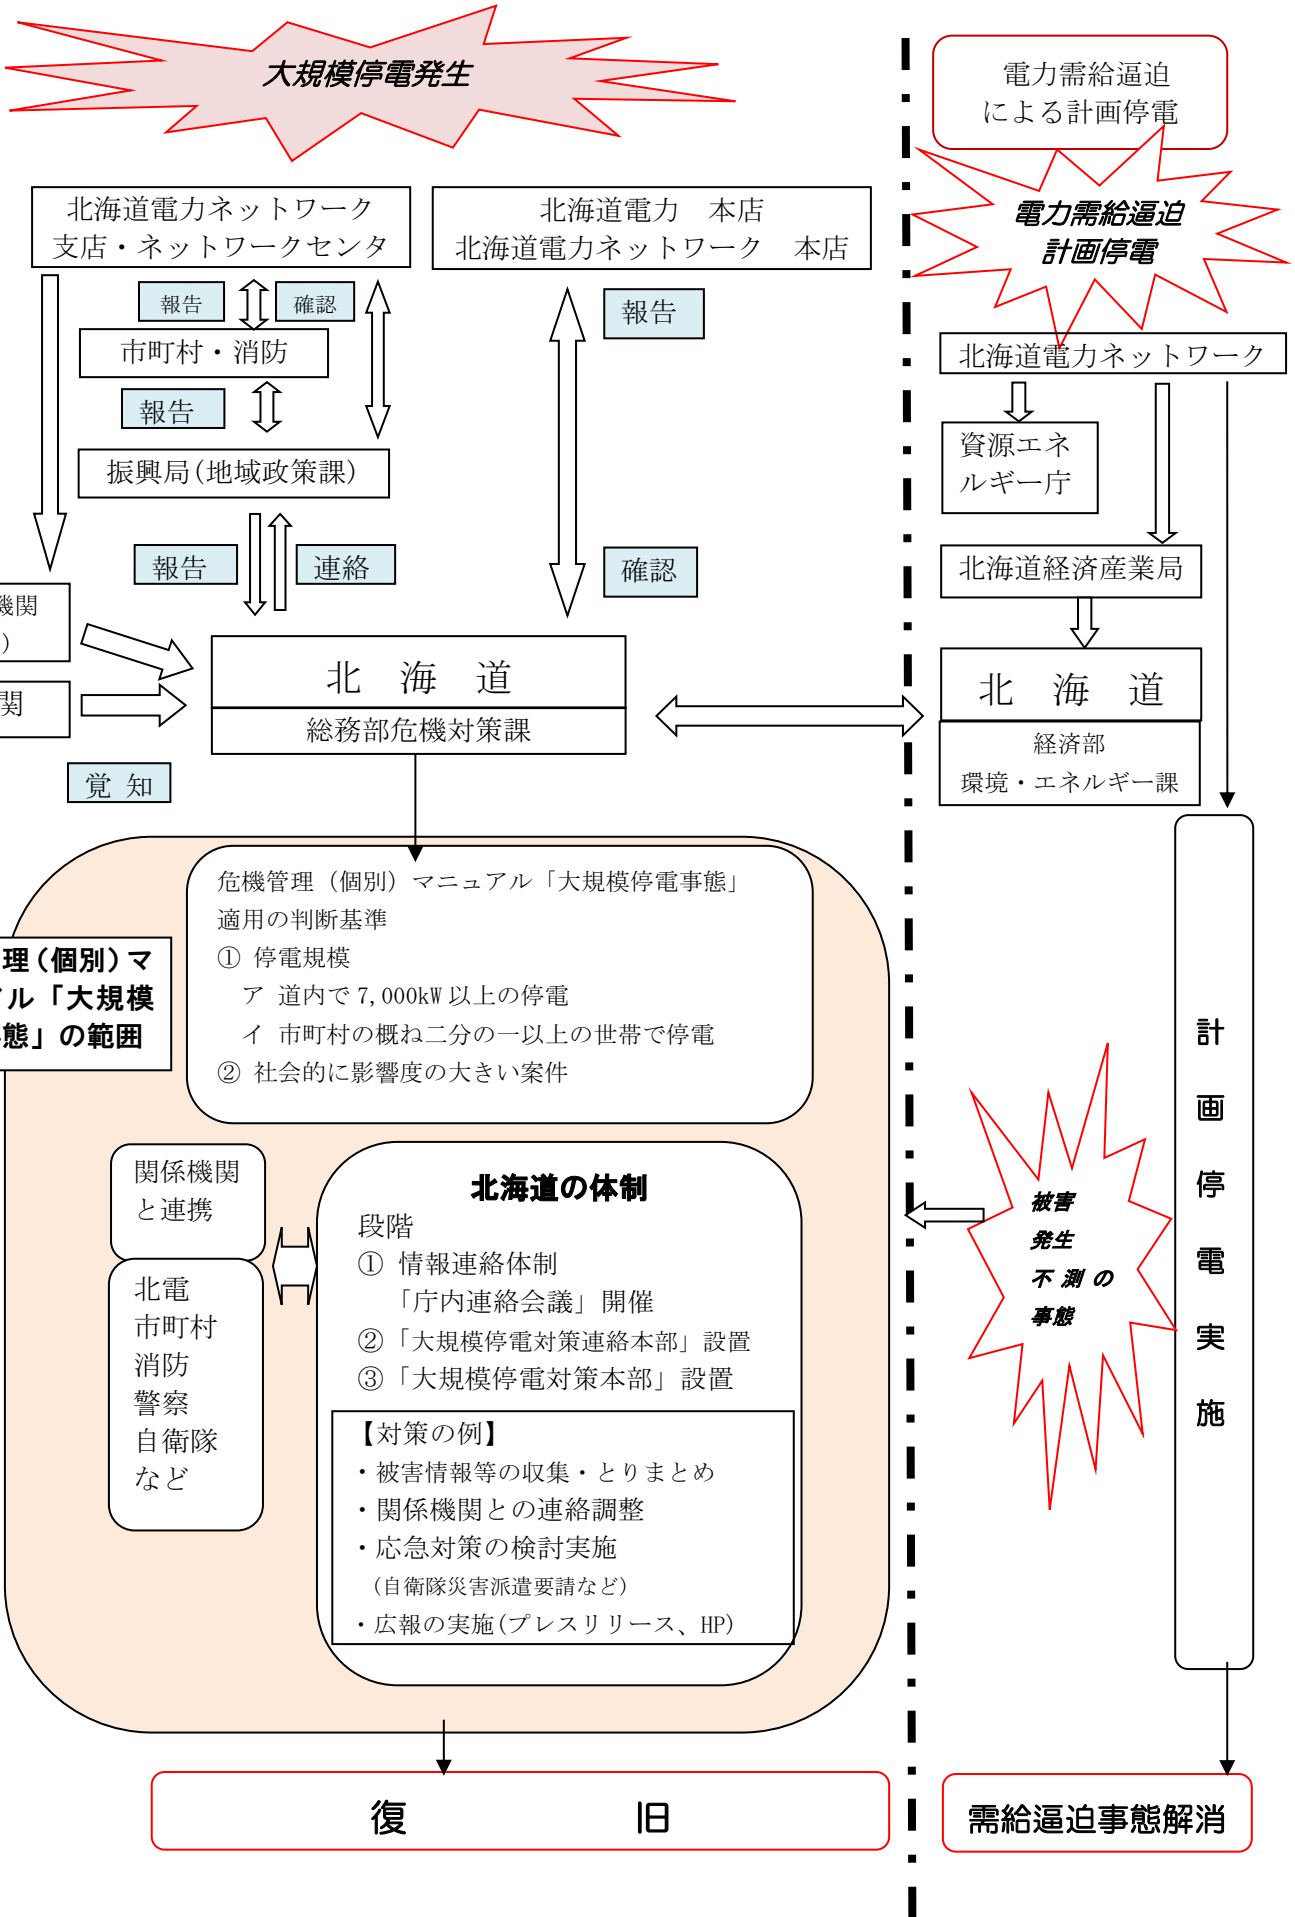 大規模停電発生
北海道電力ネットワーク
支店・ネットワークセンタ
北海道電力　本店
北海道電力ネットワーク　本店
報告
確認
市町村・消防
報告
報告
振興局(地域政策課)
報告
連絡
確認
機関
)
関
北　海　道
総務部危機対策課
覚 知
危機管理（個別）マニュアル「大規模停電事態」
適用の判断基準
① 停電規模
ア 道内で 7,000kW 以上の停電
イ 市町村の概ね二分の一以上の世帯で停電
② 社会的に影響度の大きい案件
理（個別）マ
ル「大規模
態」の範囲
関係機関
と連携
北電
市町村
消防
警察
自衛隊
など
北海道の体制
段階
① 情報連絡体制
「庁内連絡会議」開催
②「大規模停電対策連絡本部」設置
③「大規模停電対策本部」設置
【対策の例】
・被害情報等の収集・とりまとめ
・関係機関との連絡調整
・応急対策の検討実施
（自衛隊災害派遣要請など）
・広報の実施(プレスリリース、HP)
復　旧
電力需給逼迫
による計画停電
電力需給逼迫
計画停電
北海道電力ネットワーク
資源エネ
ルギー庁
北海道経済産業局
北　海　道
経済部
環境・エネルギー課
計画停電実施
被害
発生
不 測 の
事態
需給逼迫事態解消